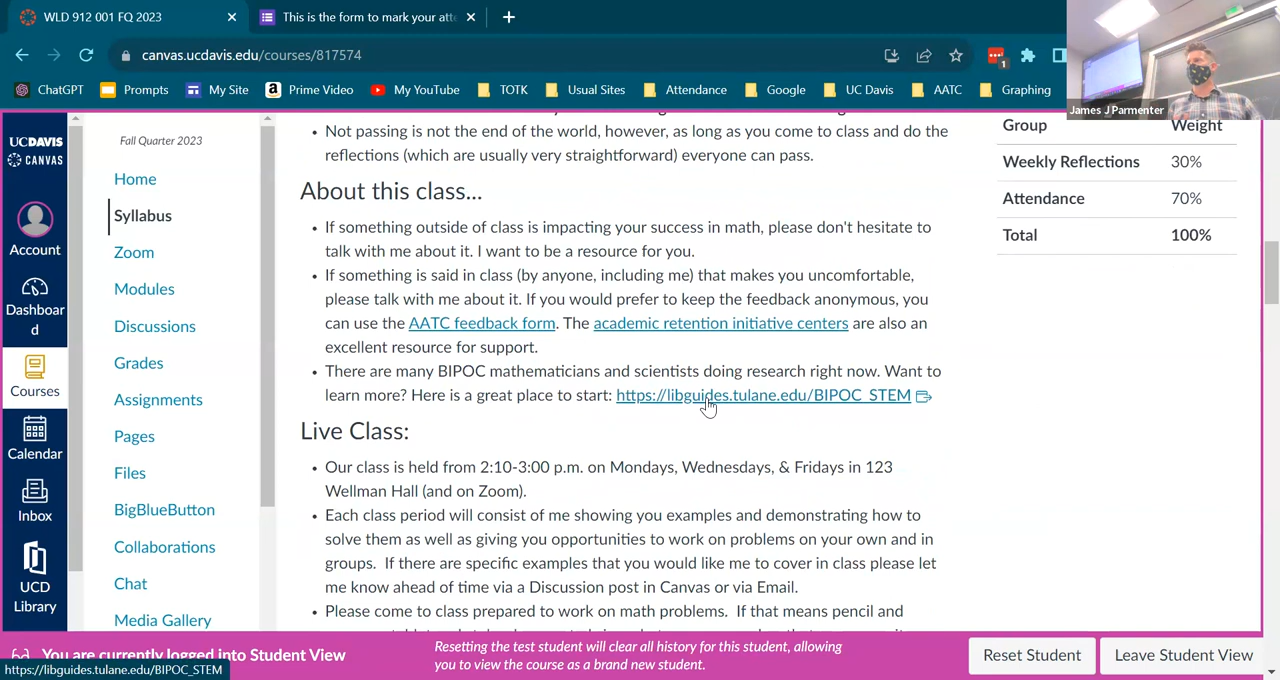 WLD 912 001 FQ 2023
This is the form to mark your atte
canvas.ucdavis.edu/courses/817574
1
ChatGPT
Prompts
My Site
Prime Video
My YouTube
TOTK
Usual Sites
Attendance
Google
UC Davis
AATC
Graphing
James J Parmenter
UCDAVIS
CANVAS
Account
Dashboar
d
Courses
Calendar
Inbox
UCD
Library
Fall Quarter 2023
Home
Syllabus
Zoom
Modules
Discussions
Grades
Assignments
Pages
Files
BigBlueButton
Collaborations
Chat
Media Gallery
• Not passing is not the end of the world, however, as long as you come to class and do the
reflections (which are usually very straightforward) everyone can pass.
About this class...
• If something outside of class is impacting your success in math, please don't hesitate to
talk with me about it. I want to be a resource for you.
• If something is said in class (by anyone, including me) that makes you uncomfortable,
please talk with me about it. If you would prefer to keep the feedback anonymous, you
can use the AATC feedback form. The academic retention initiative centers are also an
excellent resource for support.
• There are many BIPOC mathematicians and scientists doing research right now. Want to
learn more? Here is a great place to start: https://libguides.tulane.edu/BIPOC_STEM
Live Class:
• Our class is held from 2:10-3:00 p.m. on Mondays, Wednesdays, & Fridays in 123
Wellman Hall (and on Zoom).
• Each class period will consist of me showing you examples and demonstrating how to
solve them as well as giving you opportunities to work on problems on your own and in
groups. If there are specific examples that you would like me to cover in class please let
me know ahead of time via a Discussion post in Canvas or via Email.
• Please come to class prepared to work on math problems. If that means pencil and
Group Weight
Weekly Reflections 30%
Attendance 70%
Total 100%
You are currently logged into Student View
Resetting the test student will clear all history for this student, allowing
you to view the course as a brand new student.
Reset Student
Leave Student View
https://libguides.tulane.edu/BIPOC_STEM